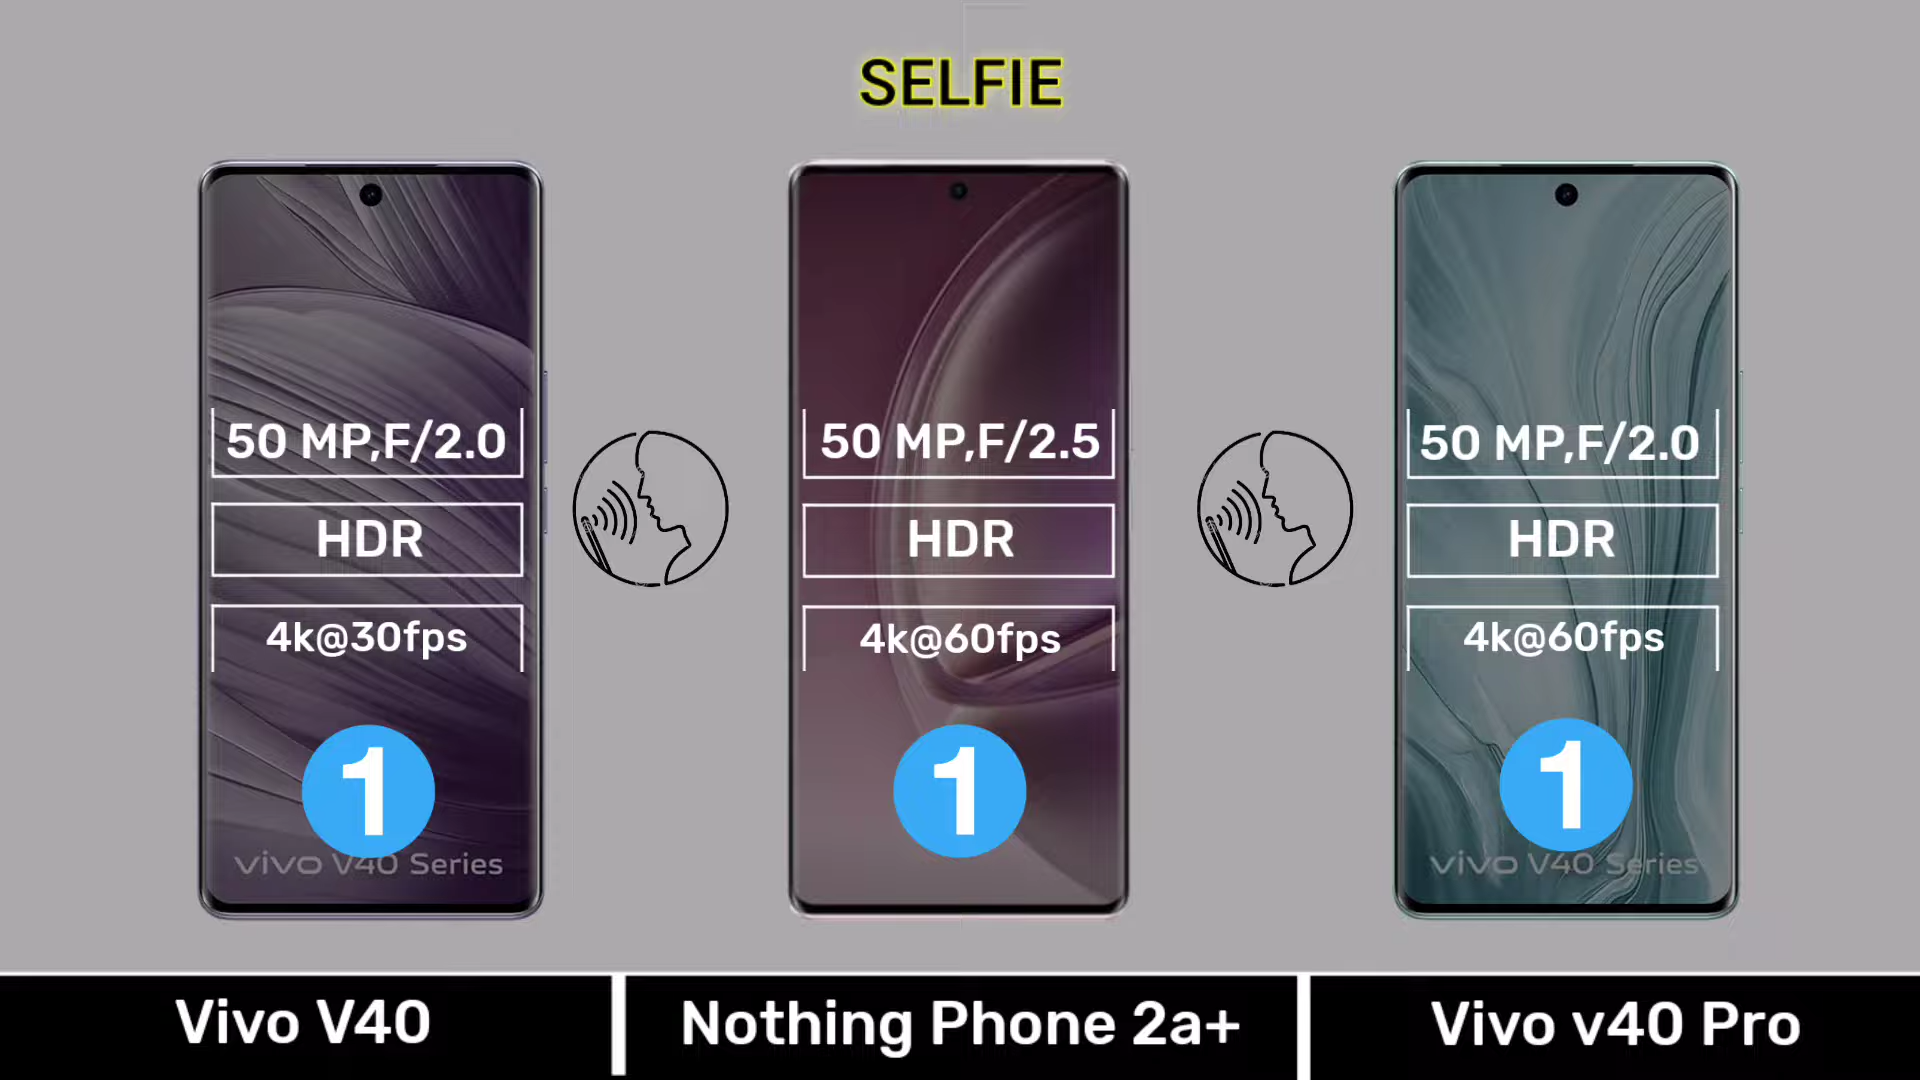 SELFIE
50 MP,F/2.0
HDR
4k@30fps
1
vivo V40 Series
50 MP,F/2.5
HDR
4k@60fps
1
50 MP,F/2.0
HDR
4k@60fps
1
vivo V40 Series
Vivo V40
Nothing Phone 2a+
Vivo v40 Pro